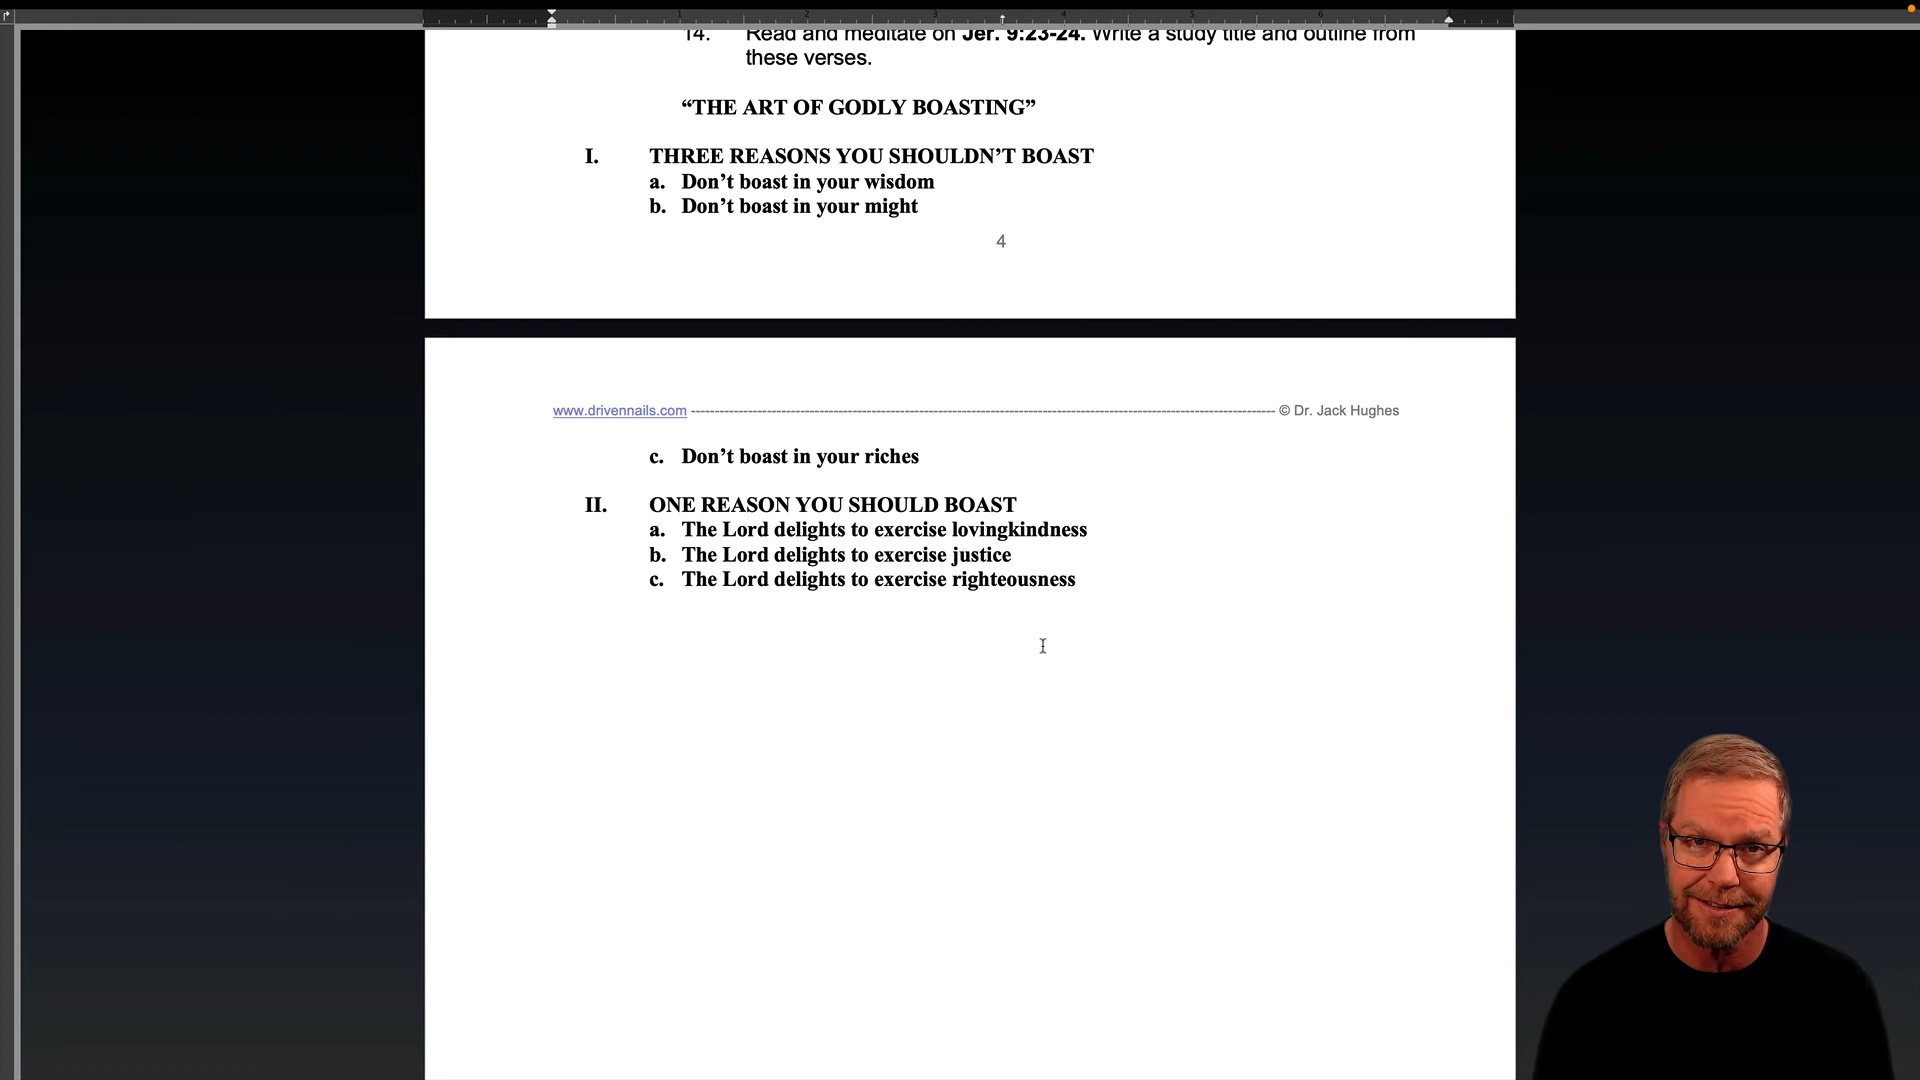 14. Read and meditate on Jer. 9:23-24. Write a study title and outline from
these verses.
“THE ART OF GODLY BOASTING”
I. THREE REASONS YOU SHOULDN’T BOAST
a. Don’t boast in your wisdom
b. Don’t boast in your might
4
www.drivennails.com ------------------------------------------------------------------------------------------------------------------------ © Dr. Jack Hughes
c. Don’t boast in your riches
II. ONE REASON YOU SHOULD BOAST
a. The Lord delights to exercise lovingkindness
b. The Lord delights to exercise justice
c. The Lord delights to exercise righteousness